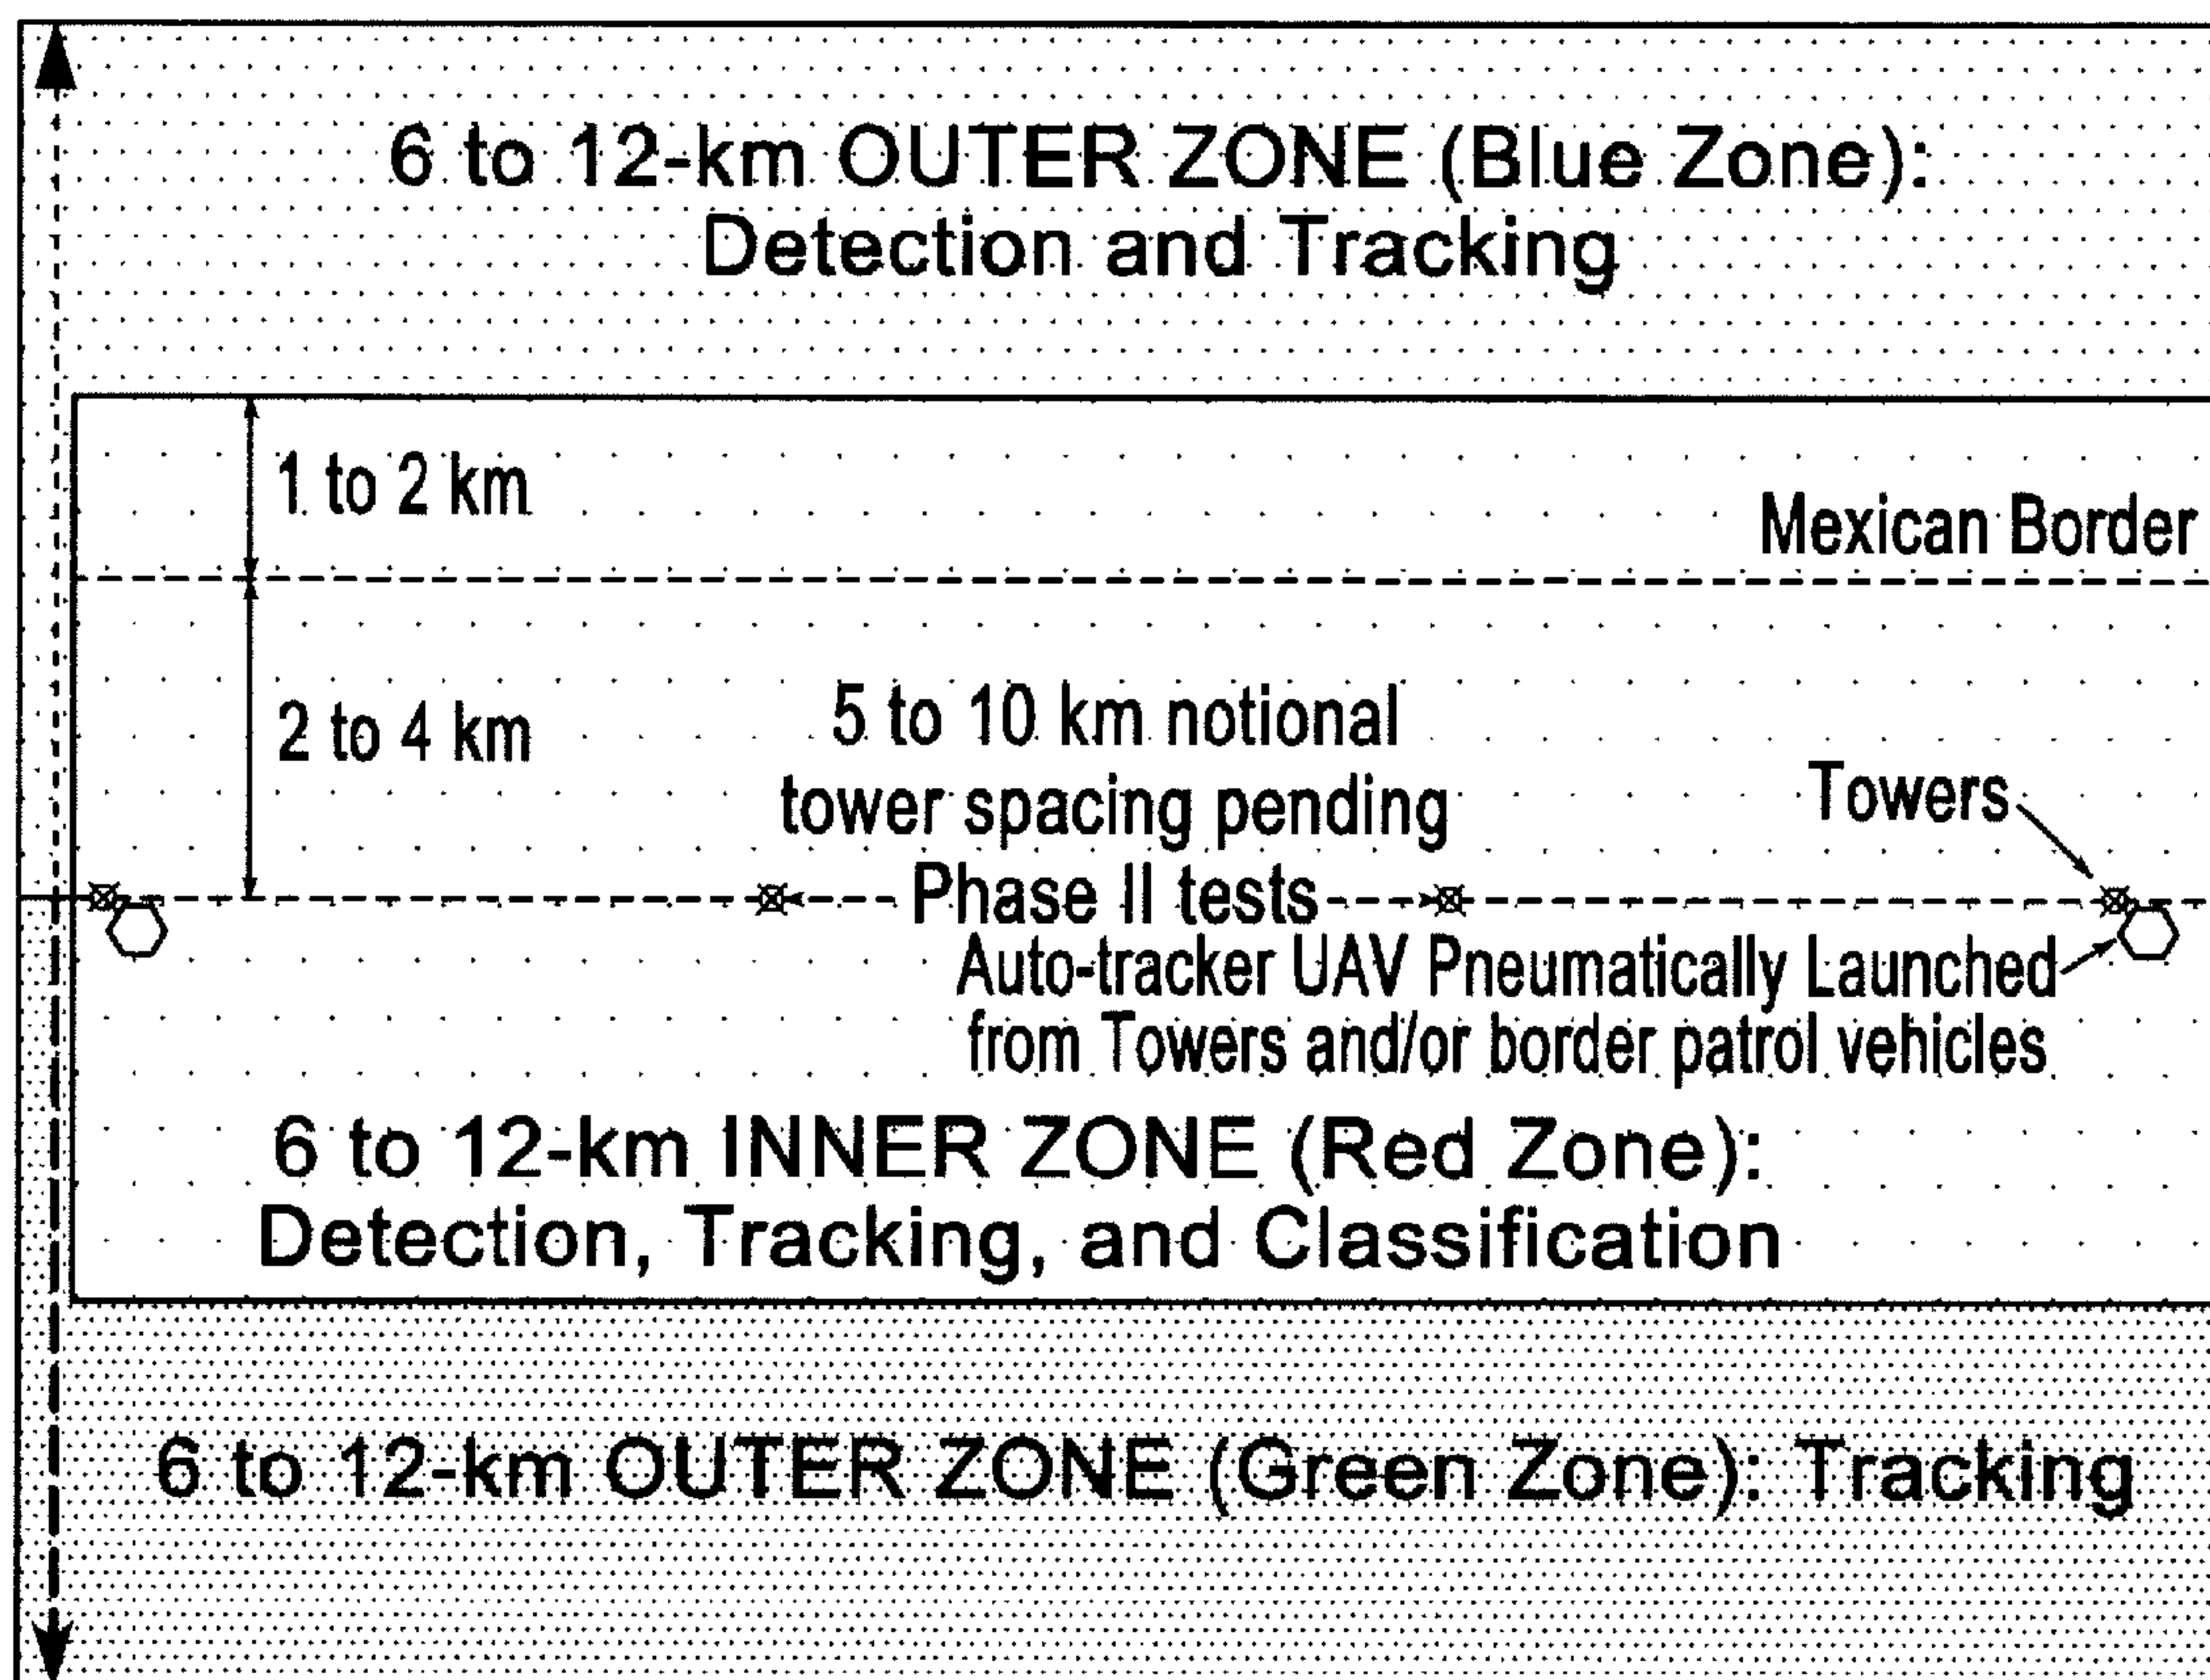 6 to 12-km OUTER ZONE (Blue Zone):
Detection and Tracking
1 to 2 km
Mexican Border
2 to 4 km
5 to 10 km notional
tower spacing pending
Phase II tests
Towers
Auto-tracker UAV Pneumatically Launched
from Towers and/or border patrol vehicles
6 to 12-km INNER ZONE (Red Zone):
Detection, Tracking, and Classification
6 to 12-km OUTER ZONE (Green Zone): Tracking